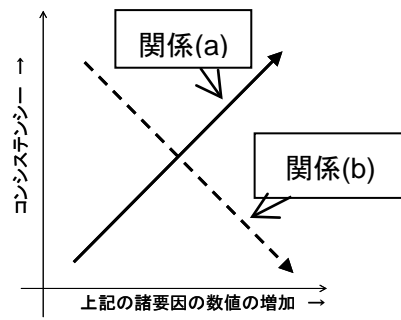 関係(a)
関係(b)
コンシステンシー →
上記の諸要因の数値の増加 →